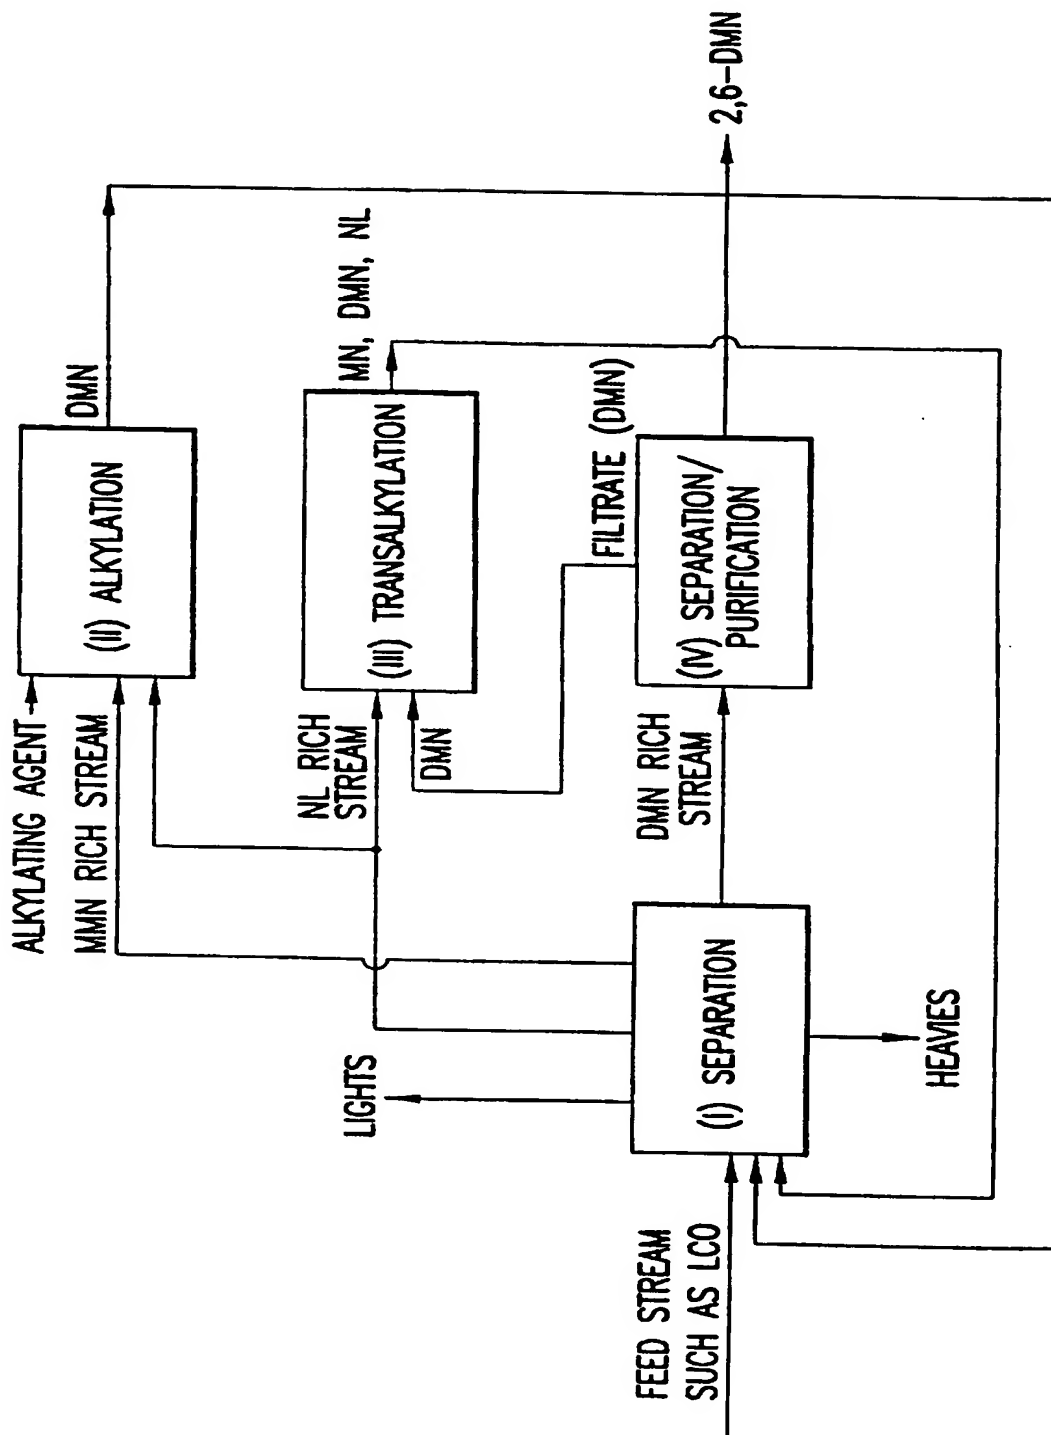 ALKYLATING AGENT
MMN RICH STREAM
(II) ALKYLATION
DMN
NL RICH
STREAM
DMN
(III) TRANSALKYLATION
MN, DMN, NL
LIGHTS
FILTRATE (DMN)
FEED STREAM
SUCH AS LCO
(I) SEPARATION
DMN RICH
STREAM
(IV) SEPARATION/
PURIFICATION
2,6-DMN
HEAVIES